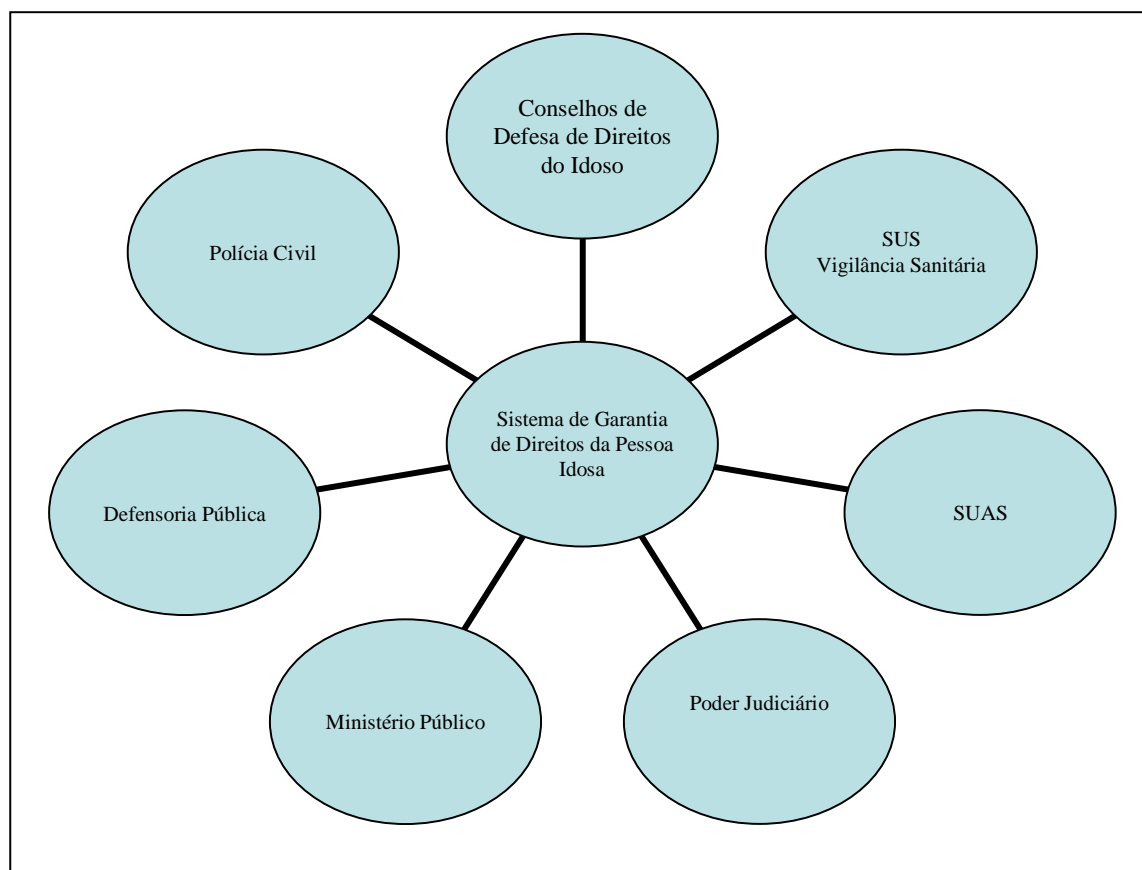 Conselhos de
Defesa de Direitos
do Idoso
Polícia Civil
SUS
Vigilância Sanitária
Sistema de Garantia
de Direitos da Pessoa
Idosa
Defensoria Pública
SUAS
Ministério Público
Poder Judiciário